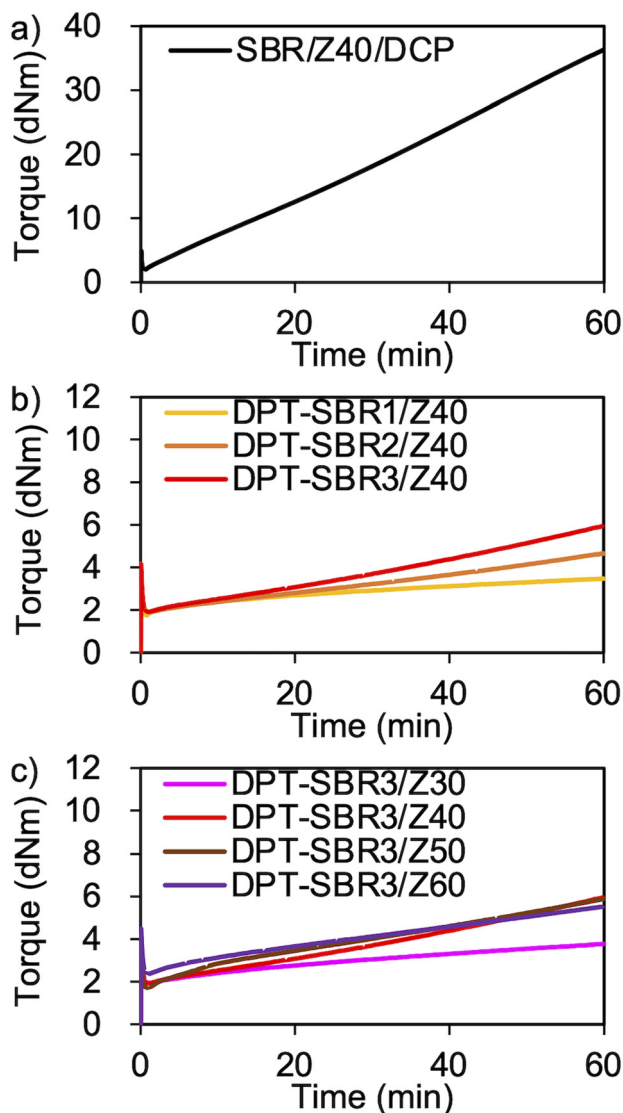 a)
SBR/Z40/DCP
Torque (dNm)
40
30
20
10
0
0 20 40 60
Time (min)
b)
DPT-SBR1/Z40
DPT-SBR2/Z40
DPT-SBR3/Z40
Torque (dNm)
12
10
8
6
4
2
0
0 20 40 60
Time (min)
c)
DPT-SBR3/Z30
DPT-SBR3/Z40
DPT-SBR3/Z50
DPT-SBR3/Z60
Torque (dNm)
12
10
8
6
4
2
0
0 20 40 60
Time (min)